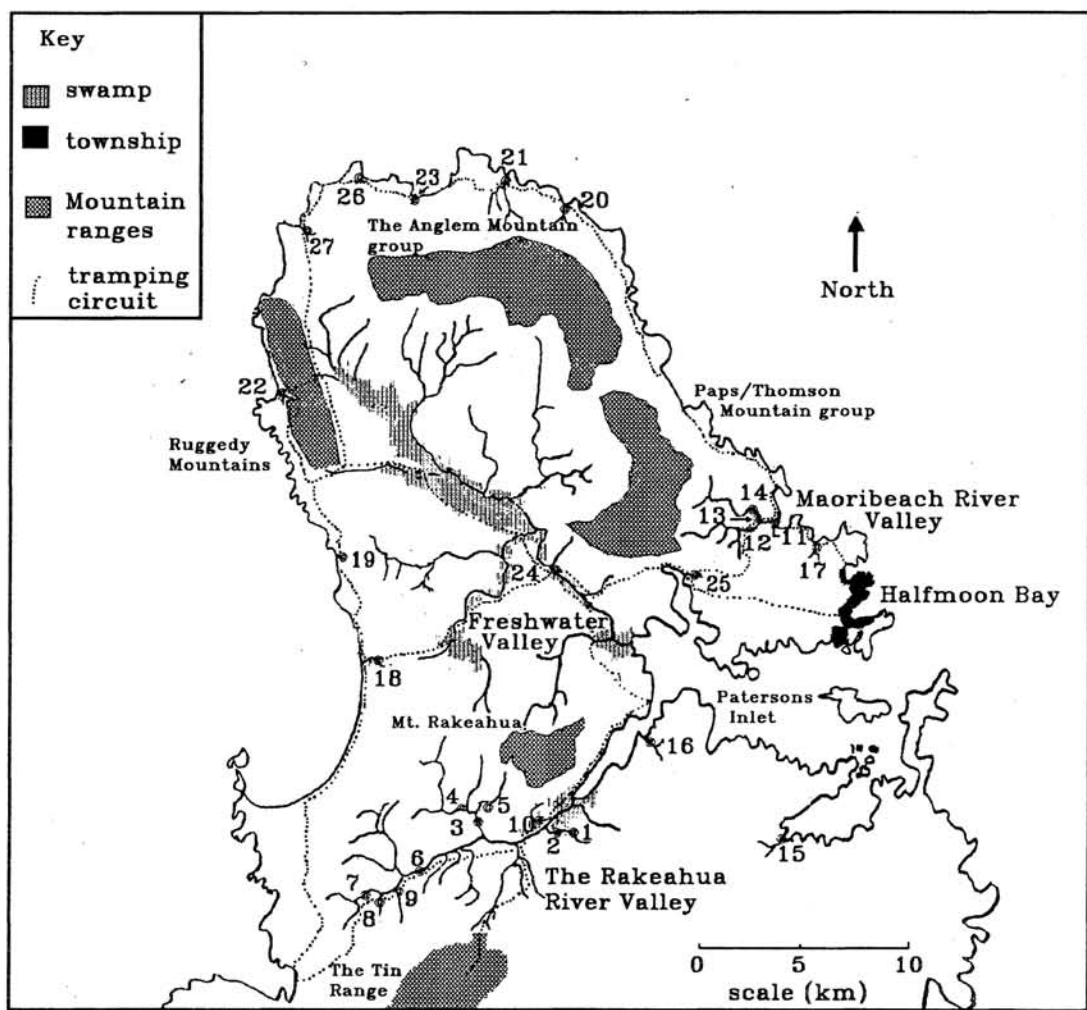 Key
swamp
township
Mountain
ranges
tramping
circuit
21
26
23
20
The Anglem Mountain
group
27
North
22
Paps/Thomson
Mountain group
Ruggedy
Mountains
14
Maoribeach River
Valley
13
12
11
17
19
24
25
Halfmoon Bay
Freshwater
Valley
18
Patersons
Inlet
Mt. Rakeahua
16
4
5
3
10
2
1
15
6
The Rakeahua
River Valley
7
8
9
The Tin
Range
0
5
10
scale (km)